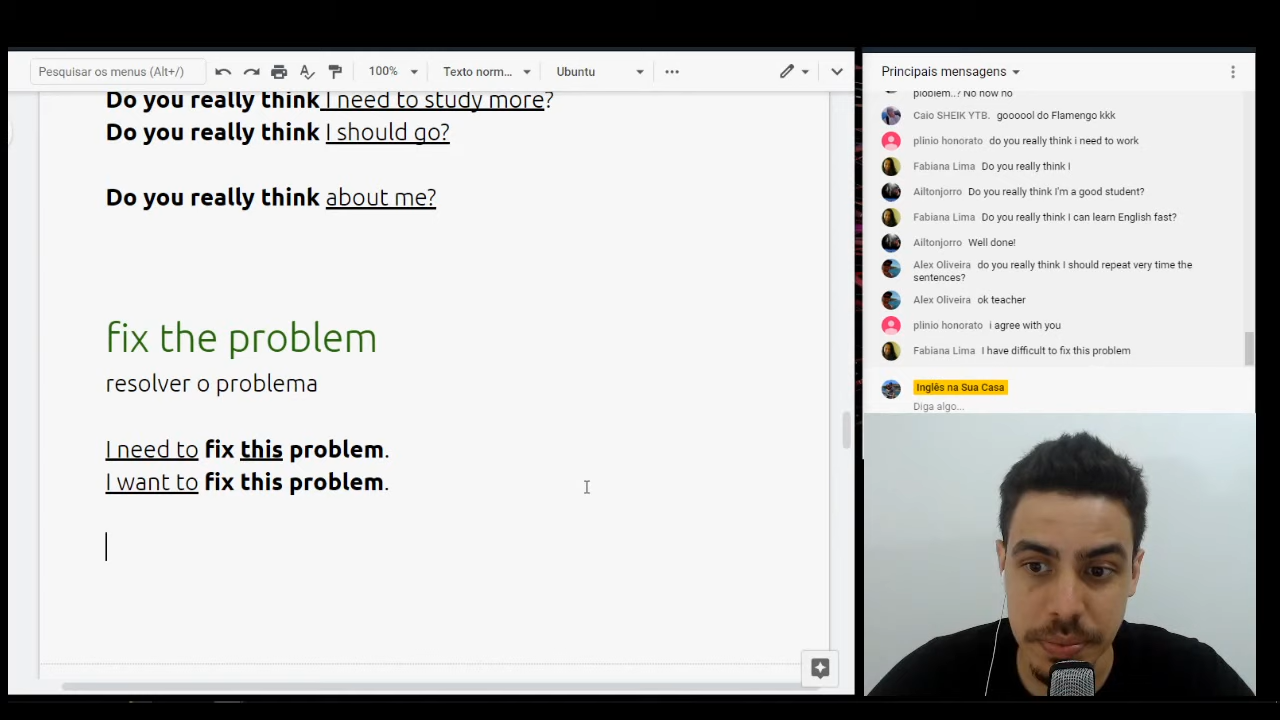 Pesquisar os menus (Alt+/)
100%
Texto norm...
Ubuntu
Do you really think I need to study more?
Do you really think I should go?
Do you really think about me?
fix the problem
resolver o problema
I need to fix this problem.
I want to fix this problem.
Principais mensagens
problem..? No now no
Caio SHEIK YTB. goooool do Flamengo kkk
plinio honorato do you really think i need to work
Fabiana Lima Do you really think I
Ailtonjorro Do you really think I'm a good student?
Fabiana Lima Do you really think I can learn English fast?
Ailtonjorro Well done!
Alex Oliveira do you really think I should repeat very time the
sentences?
Alex Oliveira ok teacher
plinio honorato i agree with you
Fabiana Lima I have difficult to fix this problem
Inglês na Sua Casa
Diga algo...